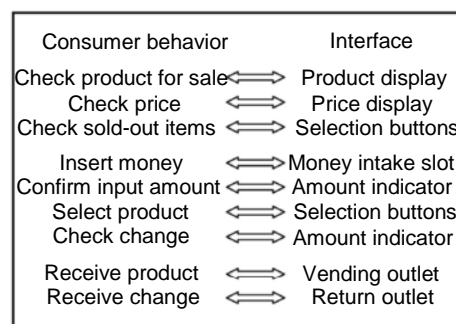 Consumer behavior Interface
Check product for sale Product display
Check price Price display
Check sold-out items Selection buttons
Insert money Money intake slot
Confirm input amount Amount indicator
Select product Selection buttons
Check change Amount indicator
Receive product Vending outlet
Receive change Return outlet